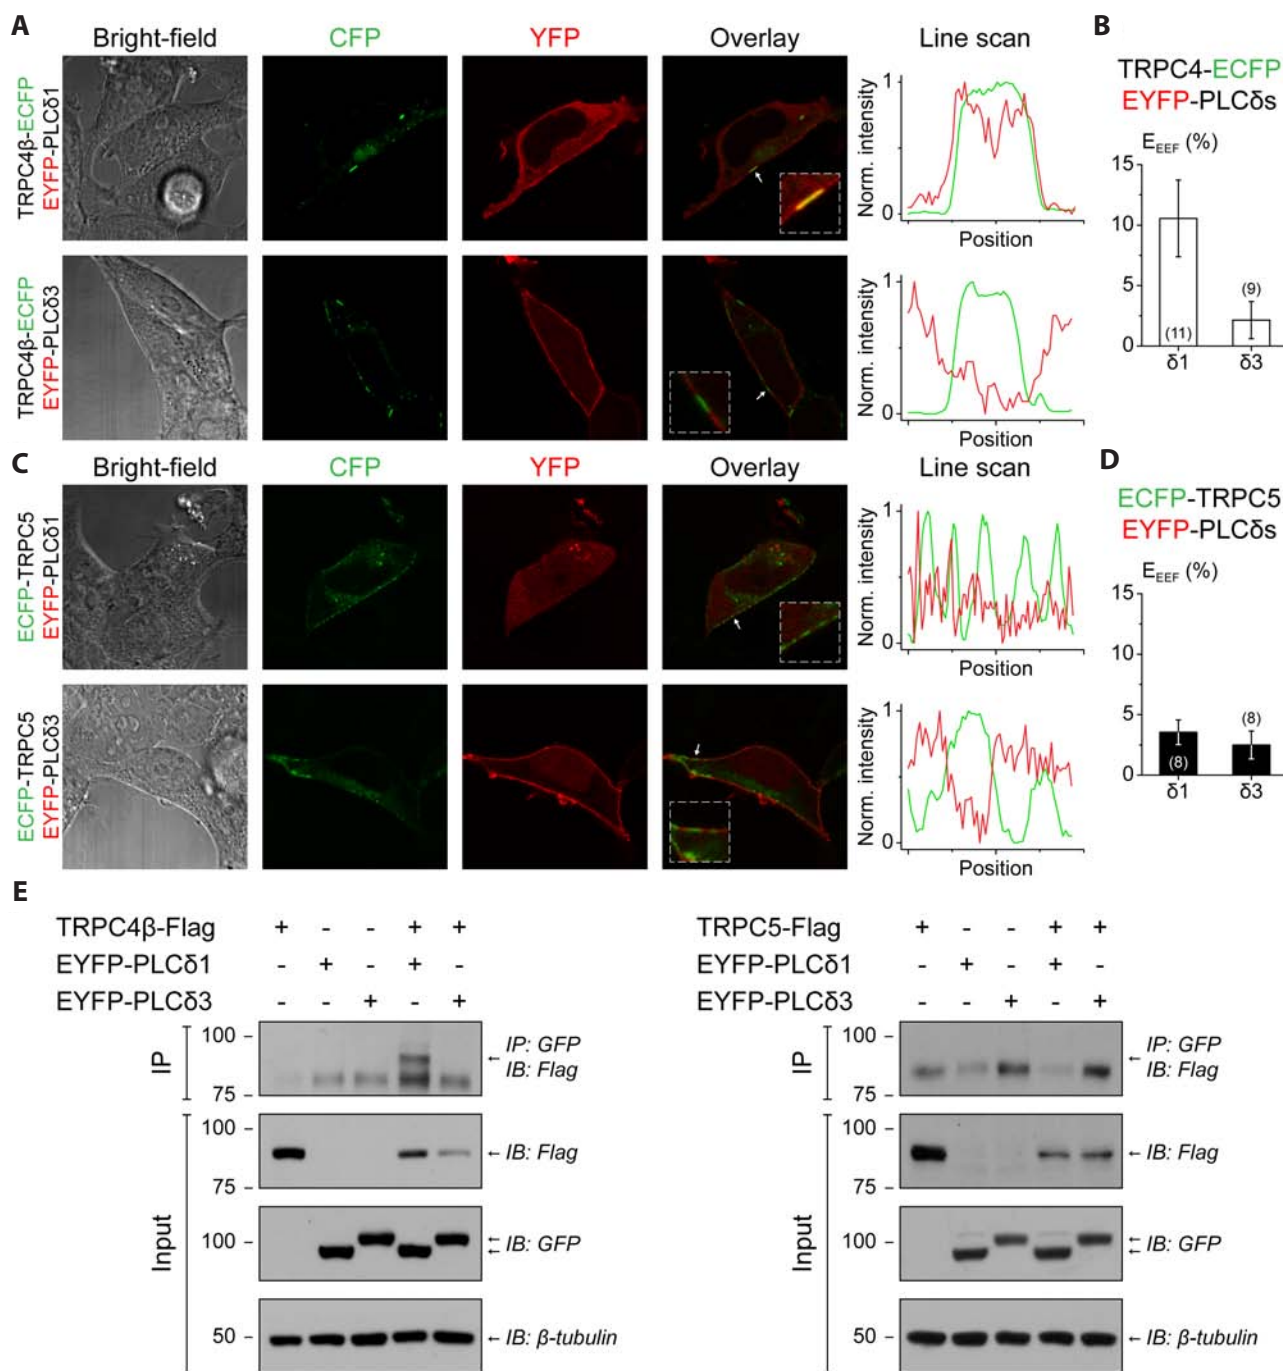 A
Bright-field CFP YFP Overlay Line scan
TRPC4β-ECFP
EYFP-PLCδ1
Norm. intensity
1
0
Position
TRPC4β-ECFP
EYFP-PLCδ3
Norm. intensity
1
0
Position
B
TRPC4-ECFP
EYFP-PLCδs
E_EEF (%)
15
10
5
0
(11)
(9)
δ1 δ3
C
Bright-field CFP YFP Overlay Line scan
ECFP-TRPC5
EYFP-PLCδ1
Norm. intensity
1
0
Position
ECFP-TRPC5
EYFP-PLCδ3
Norm. intensity
1
0
Position
D
ECFP-TRPC5
EYFP-PLCδs
E_EEF (%)
15
10
5
0
(8)
(8)
δ1 δ3
E
TRPC4β-Flag + - - + +
EYFP-PLCδ1 - + - + -
EYFP-PLCδ3 - - + - +
IP
100
75
← IP: GFP
IB: Flag
Input
100
75
← IB: Flag
100
← IB: GFP
←
50
← IB: β-tubulin
TRPC5-Flag + - - + +
EYFP-PLCδ1 - + - + -
EYFP-PLCδ3 - - + - +
IP
100
75
← IP: GFP
IB: Flag
Input
100
75
← IB: Flag
100
← IB: GFP
←
50
← IB: β-tubulin